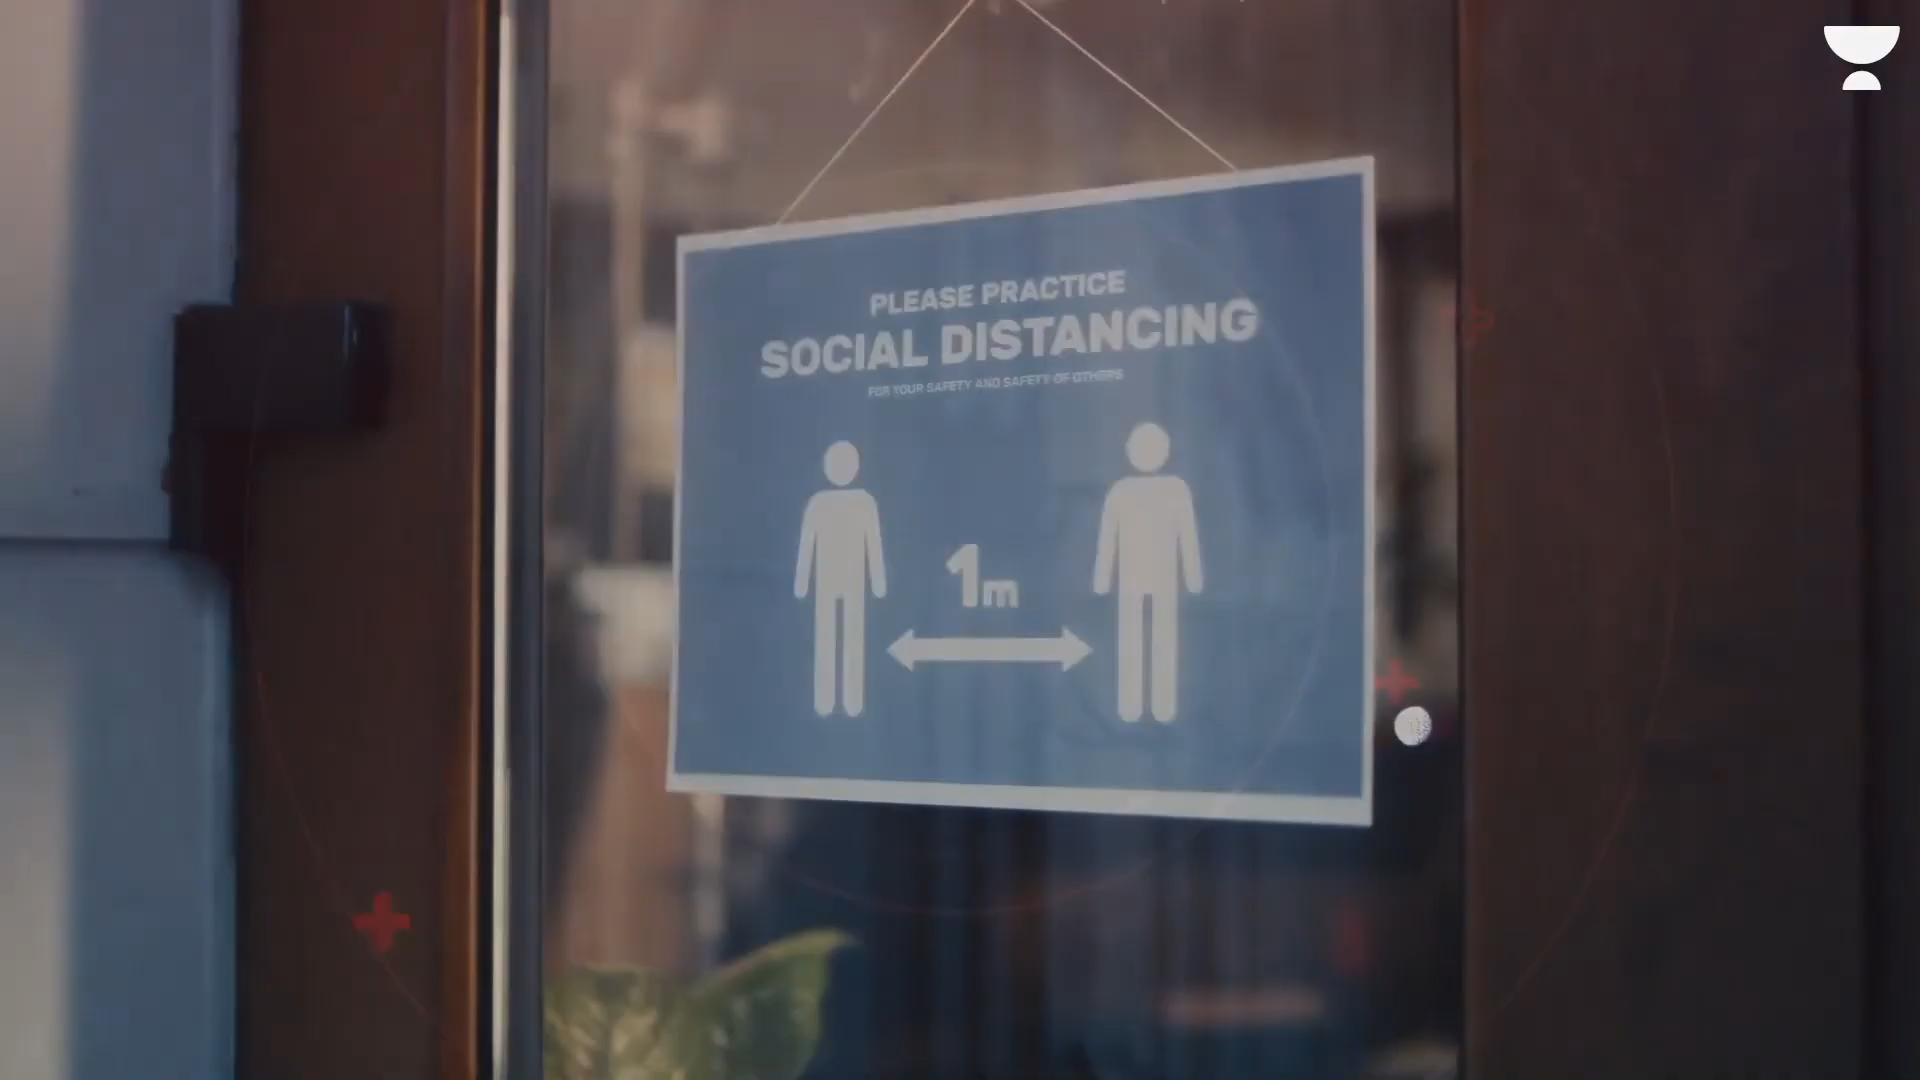 PLEASE PRACTICE
SOCIAL DISTANCING
FOR YOUR SAFETY AND SAFETY OF OTHERS
1m